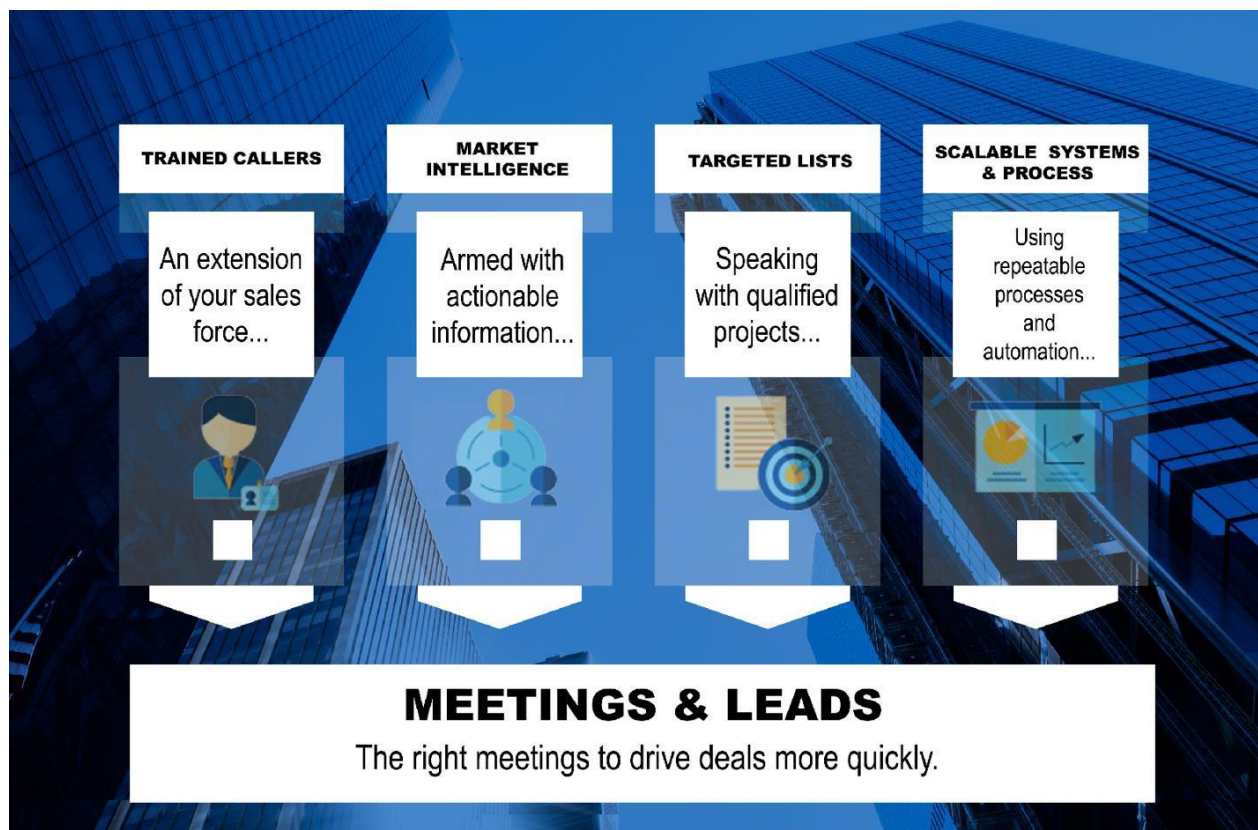 TRAINED CALLERS
An extension
of your sales
force...
MARKET
INTELLIGENCE
Armed with
actionable
information...
TARGETED LISTS
Speaking
with qualified
projects...
SCALABLE SYSTEMS
& PROCESS
Using
repeatable
processes
and
automation...
MEETINGS & LEADS
The right meetings to drive deals more quickly.